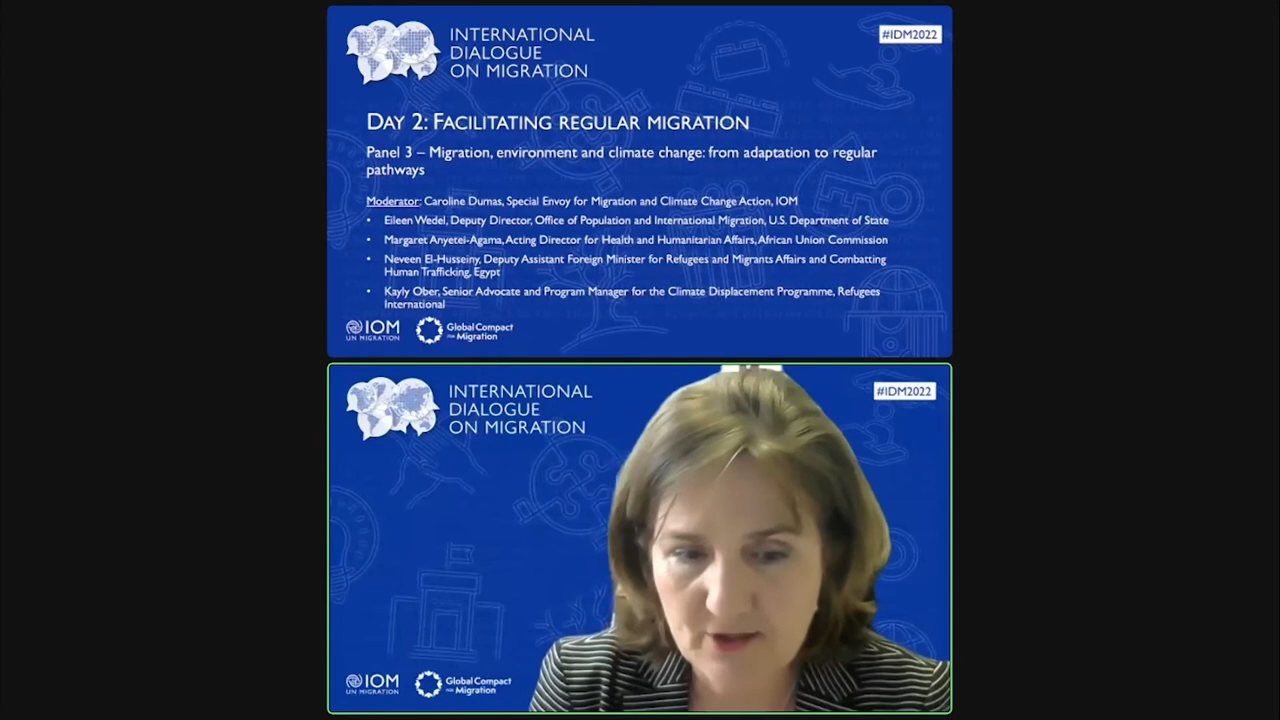 INTERNATIONAL
DIALOGUE
ON MIGRATION
#IDM2022
DAY 2: FACILITATING REGULAR MIGRATION
Panel 3 – Migration, environment and climate change: from adaptation to regular
pathways
Moderator: Caroline Dumas, Special Envoy for Migration and Climate Change Action, IOM
• Eileen Wedel, Deputy Director, Office of Population and International Migration, U.S. Department of State
• Margaret Anyetei-Agama, Acting Director for Health and Humanitarian Affairs, African Union Commission
• Neveen El-Husseiny, Deputy Assistant Foreign Minister for Refugees and Migrants Affairs and Combatting
Human Trafficking, Egypt
• Kayly Ober, Senior Advocate and Program Manager for the Climate Displacement Programme, Refugees
International
IOM
UN MIGRATION
Global Compact
FOR Migration
INTERNATIONAL
DIALOGUE
ON MIGRATION
#IDM2022
IOM
UN MIGRATION
Global Compact
FOR Migration